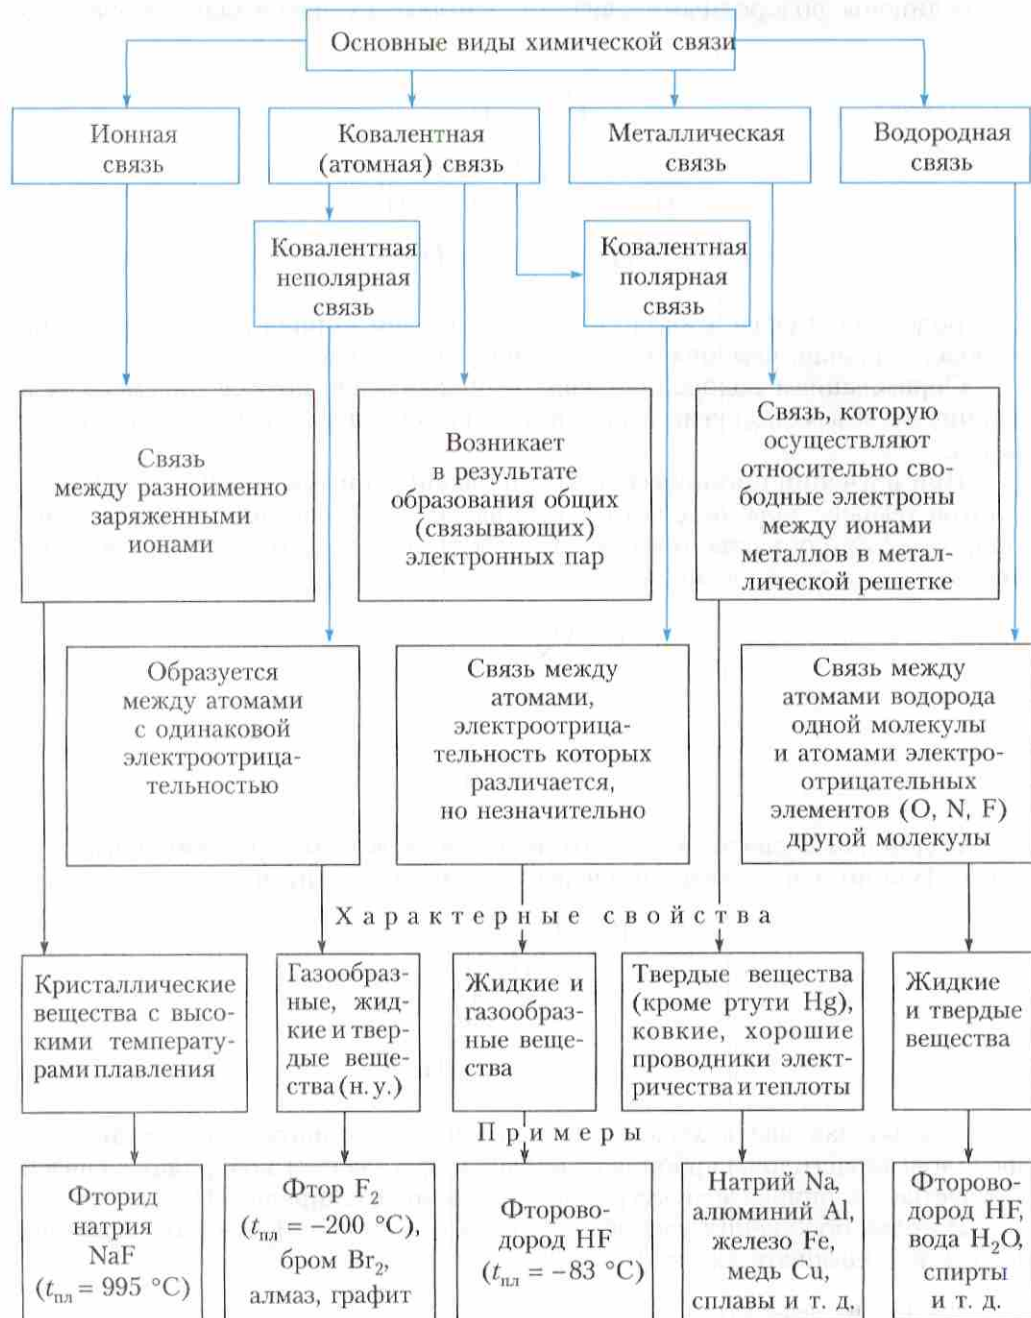 Основные виды химической связи
Ионная
связь
Ковалентная
(атомная) связь
Металлическая
связь
Водородная
связь
Ковалентная
неполярная
связь
Ковалентная
полярная
связь
Связь
между разноименно
заряженными
ионами
Возникает
в результате
образования общих
(связывающих)
электронных пар
Связь, которую
осуществляют
относительно сво-
бодные электроны
между ионами
металлов в метал-
лической решетке
Образуется
между атомами
с одинаковой
электроотрица-
тельностью
Связь между
атомами,
электроотрица-
тельность которых
различается,
но незначительно
Связь между
атомами водорода
одной молекулы
и атомами электро-
отрицательных
элементов (O, N, F)
другой молекулы
Характерные свойства
Кристаллические
вещества с высо-
кими температу-
рами плавления
Газообраз-
ные, жид-
кие и твер-
дые веще-
ства (н. у.)
Жидкие и
газообраз-
ные веще-
ства
Твердые вещества
(кроме ртути Hg),
ковкие, хорошие
проводники элект-
ричества и теплоты
Жидкие
и твердые
вещества
Примеры
Фторид
натрия
NaF
(tпл = 995 °C)
Фтор F₂
(tпл = −200 °C),
бром Br₂,
алмаз, графит
Фторово-
дород HF
(tпл = −83 °C)
Натрий Na,
алюминий Al,
железо Fe,
медь Cu,
сплавы и т. д.
Фторово-
дород HF,
вода H₂O,
спирты
и т. д.